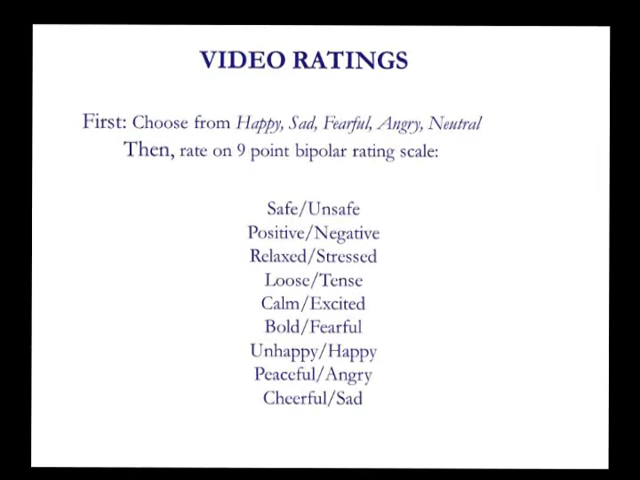 VIDEO RATINGS
First: Choose from Happy, Sad, Fearful, Angry, Neutral
Then, rate on 9 point bipolar rating scale:
Safe/Unsafe
Positive/Negative
Relaxed/Stressed
Loose/Tense
Calm/Excited
Bold/Fearful
Unhappy/Happy
Peaceful/Angry
Cheerful/Sad